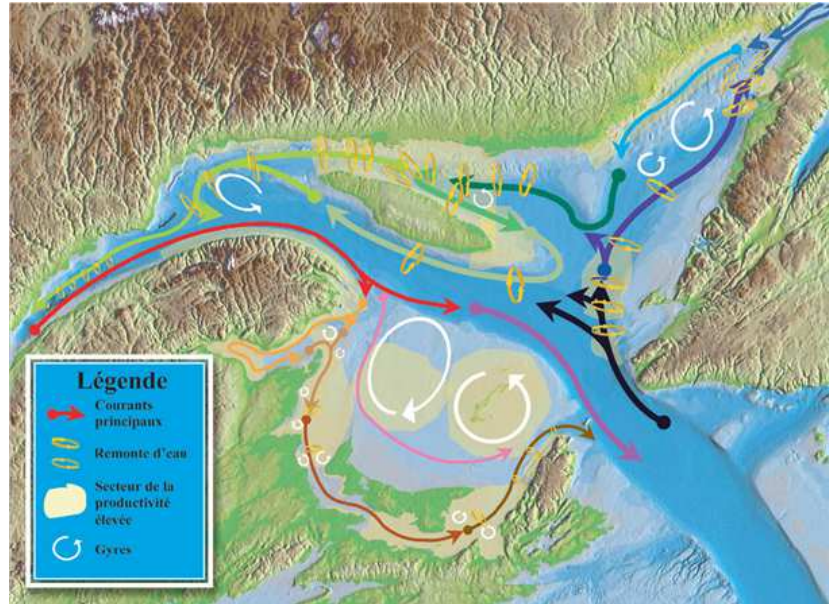 Légende
Courants
principaux
Remonte d'eau
Secteur de la
productivité
élevée
Gyres